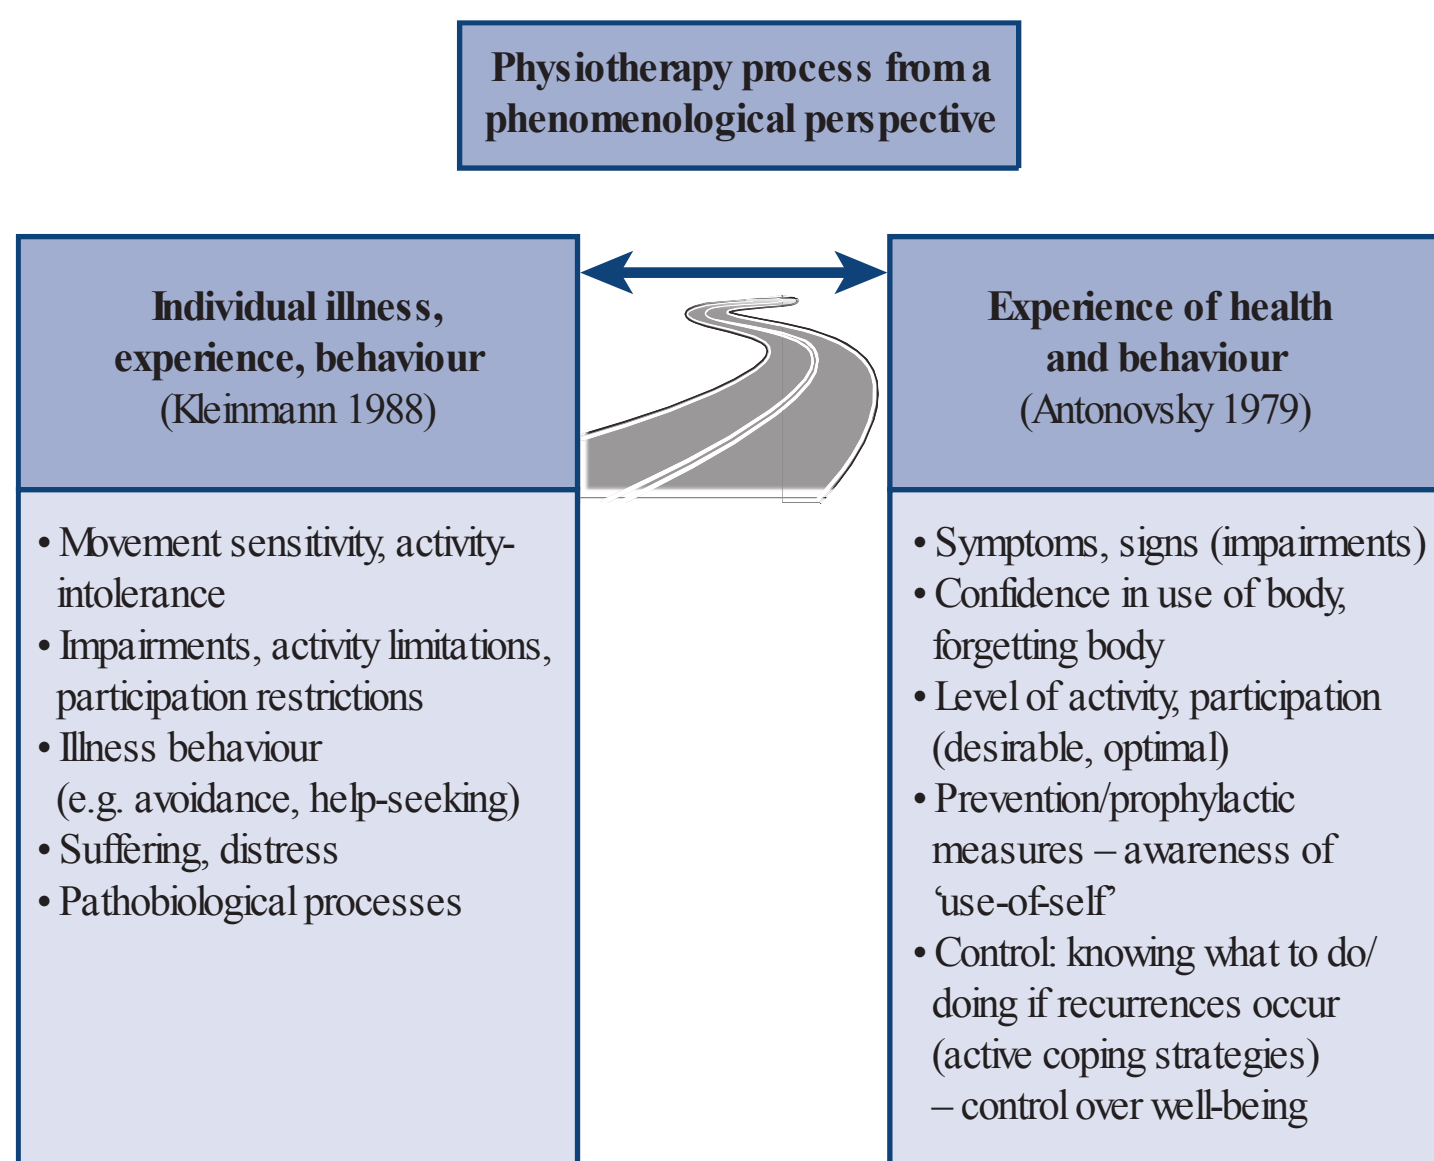 Physiotherapy process from a
phenomenological perspective
Individual illness,
experience, behaviour
(Kleinmann 1988)
• Movement sensitivity, activity-
intolerance
• Impairments, activity limitations,
participation restrictions
• Illness behaviour
(e.g. avoidance, help-seeking)
• Suffering, distress
• Pathobiological processes
Experience of health
and behaviour
(Antonovsky 1979)
• Symptoms, signs (impairments)
• Confidence in use of body,
forgetting body
• Level of activity, participation
(desirable, optimal)
• Prevention/prophylactic
measures – awareness of
‘use-of-self’
• Control: knowing what to do/
doing if recurrences occur
(active coping strategies)
– control over well-being